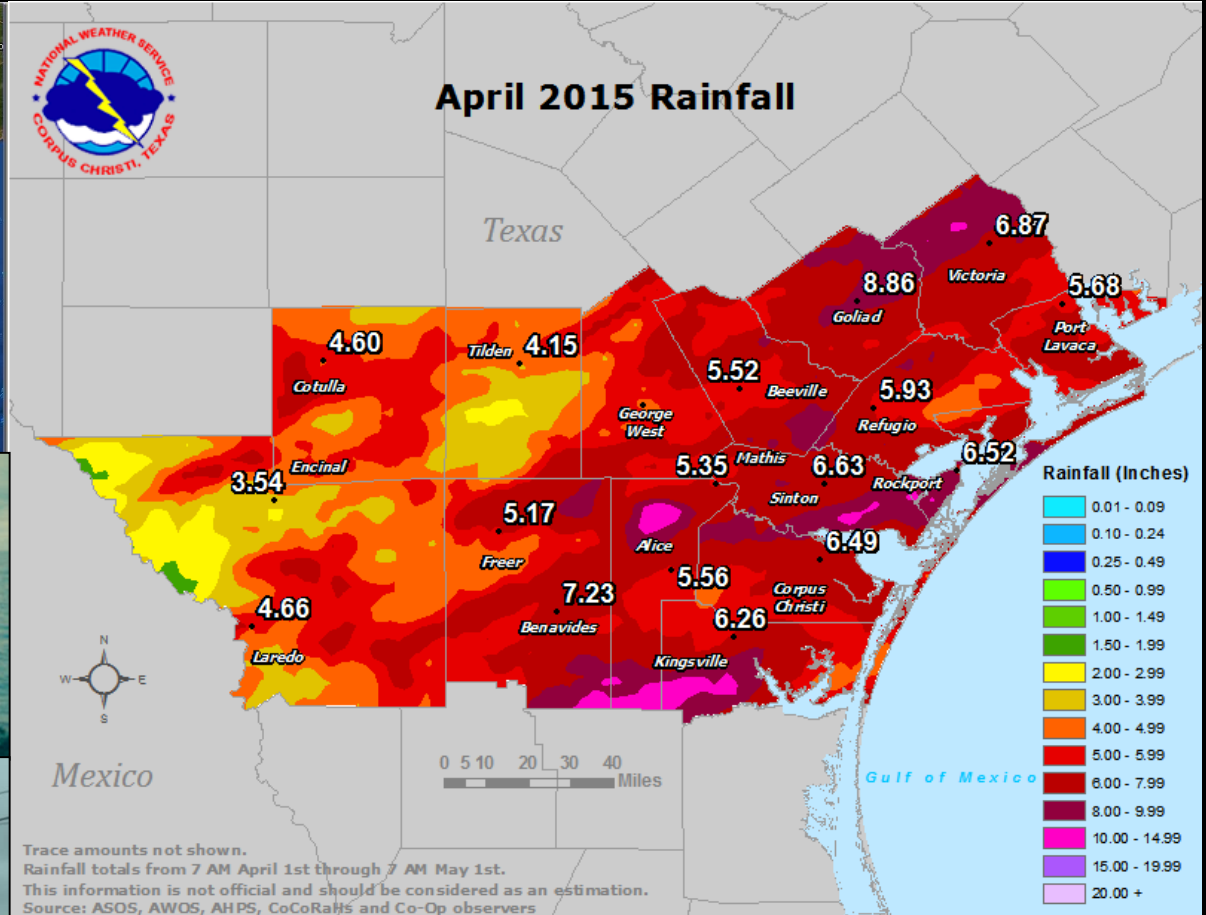 NATIONAL WEATHER SERVICE
CORPUS CHRISTI, TEXAS
April 2015 Rainfall
Texas
6.87
Victoria
8.86
Goliad
5.68
Port
Lavaca
4.60
Cotulla
Tilden 4.15
5.52
Beeville
George
West
5.93
Refugio
3.54
Encinal
5.35
Mathis
6.63
Sinton
6.52
Rockport
5.17
Freer
Alice
5.56
6.49
Corpus
Christi
7.23
Benavides
4.66
Laredo
6.26
Kingsville
N
W E
S
Mexico
0 5 10 20 30 40
Miles
Gulf of Mexico
Rainfall (Inches)
0.01 - 0.09
0.10 - 0.24
0.25 - 0.49
0.50 - 0.99
1.00 - 1.49
1.50 - 1.99
2.00 - 2.99
3.00 - 3.99
4.00 - 4.99
5.00 - 5.99
6.00 - 7.99
8.00 - 9.99
10.00 - 14.99
15.00 - 19.99
20.00 +
Trace amounts not shown.
Rainfall totals from 7 AM April 1st through 7 AM May 1st.
This information is not official and should be considered as an estimation.
Source: ASOS, AWOS, AHPS, CoCoRaHs and Co-Op observers